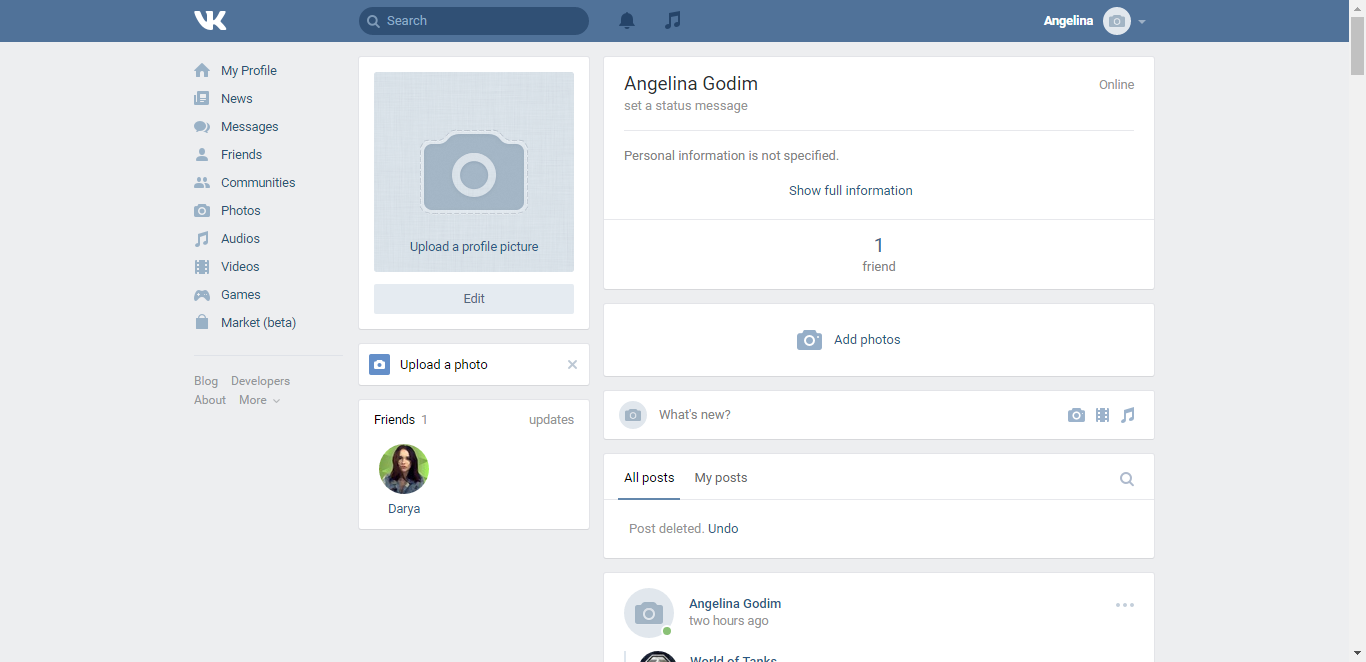 VK
Search
Angelina
My Profile
News
Messages
Friends
Communities
Photos
Audios
Videos
Games
Market (beta)
Blog Developers
About More
Upload a profile picture
Edit
Upload a photo
Friends 1 updates
Darya
Angelina Godim Online
set a status message
Personal information is not specified.
Show full information
1
friend
Add photos
What's new?
All posts My posts
Post deleted. Undo
Angelina Godim
two hours ago
World of Tanks